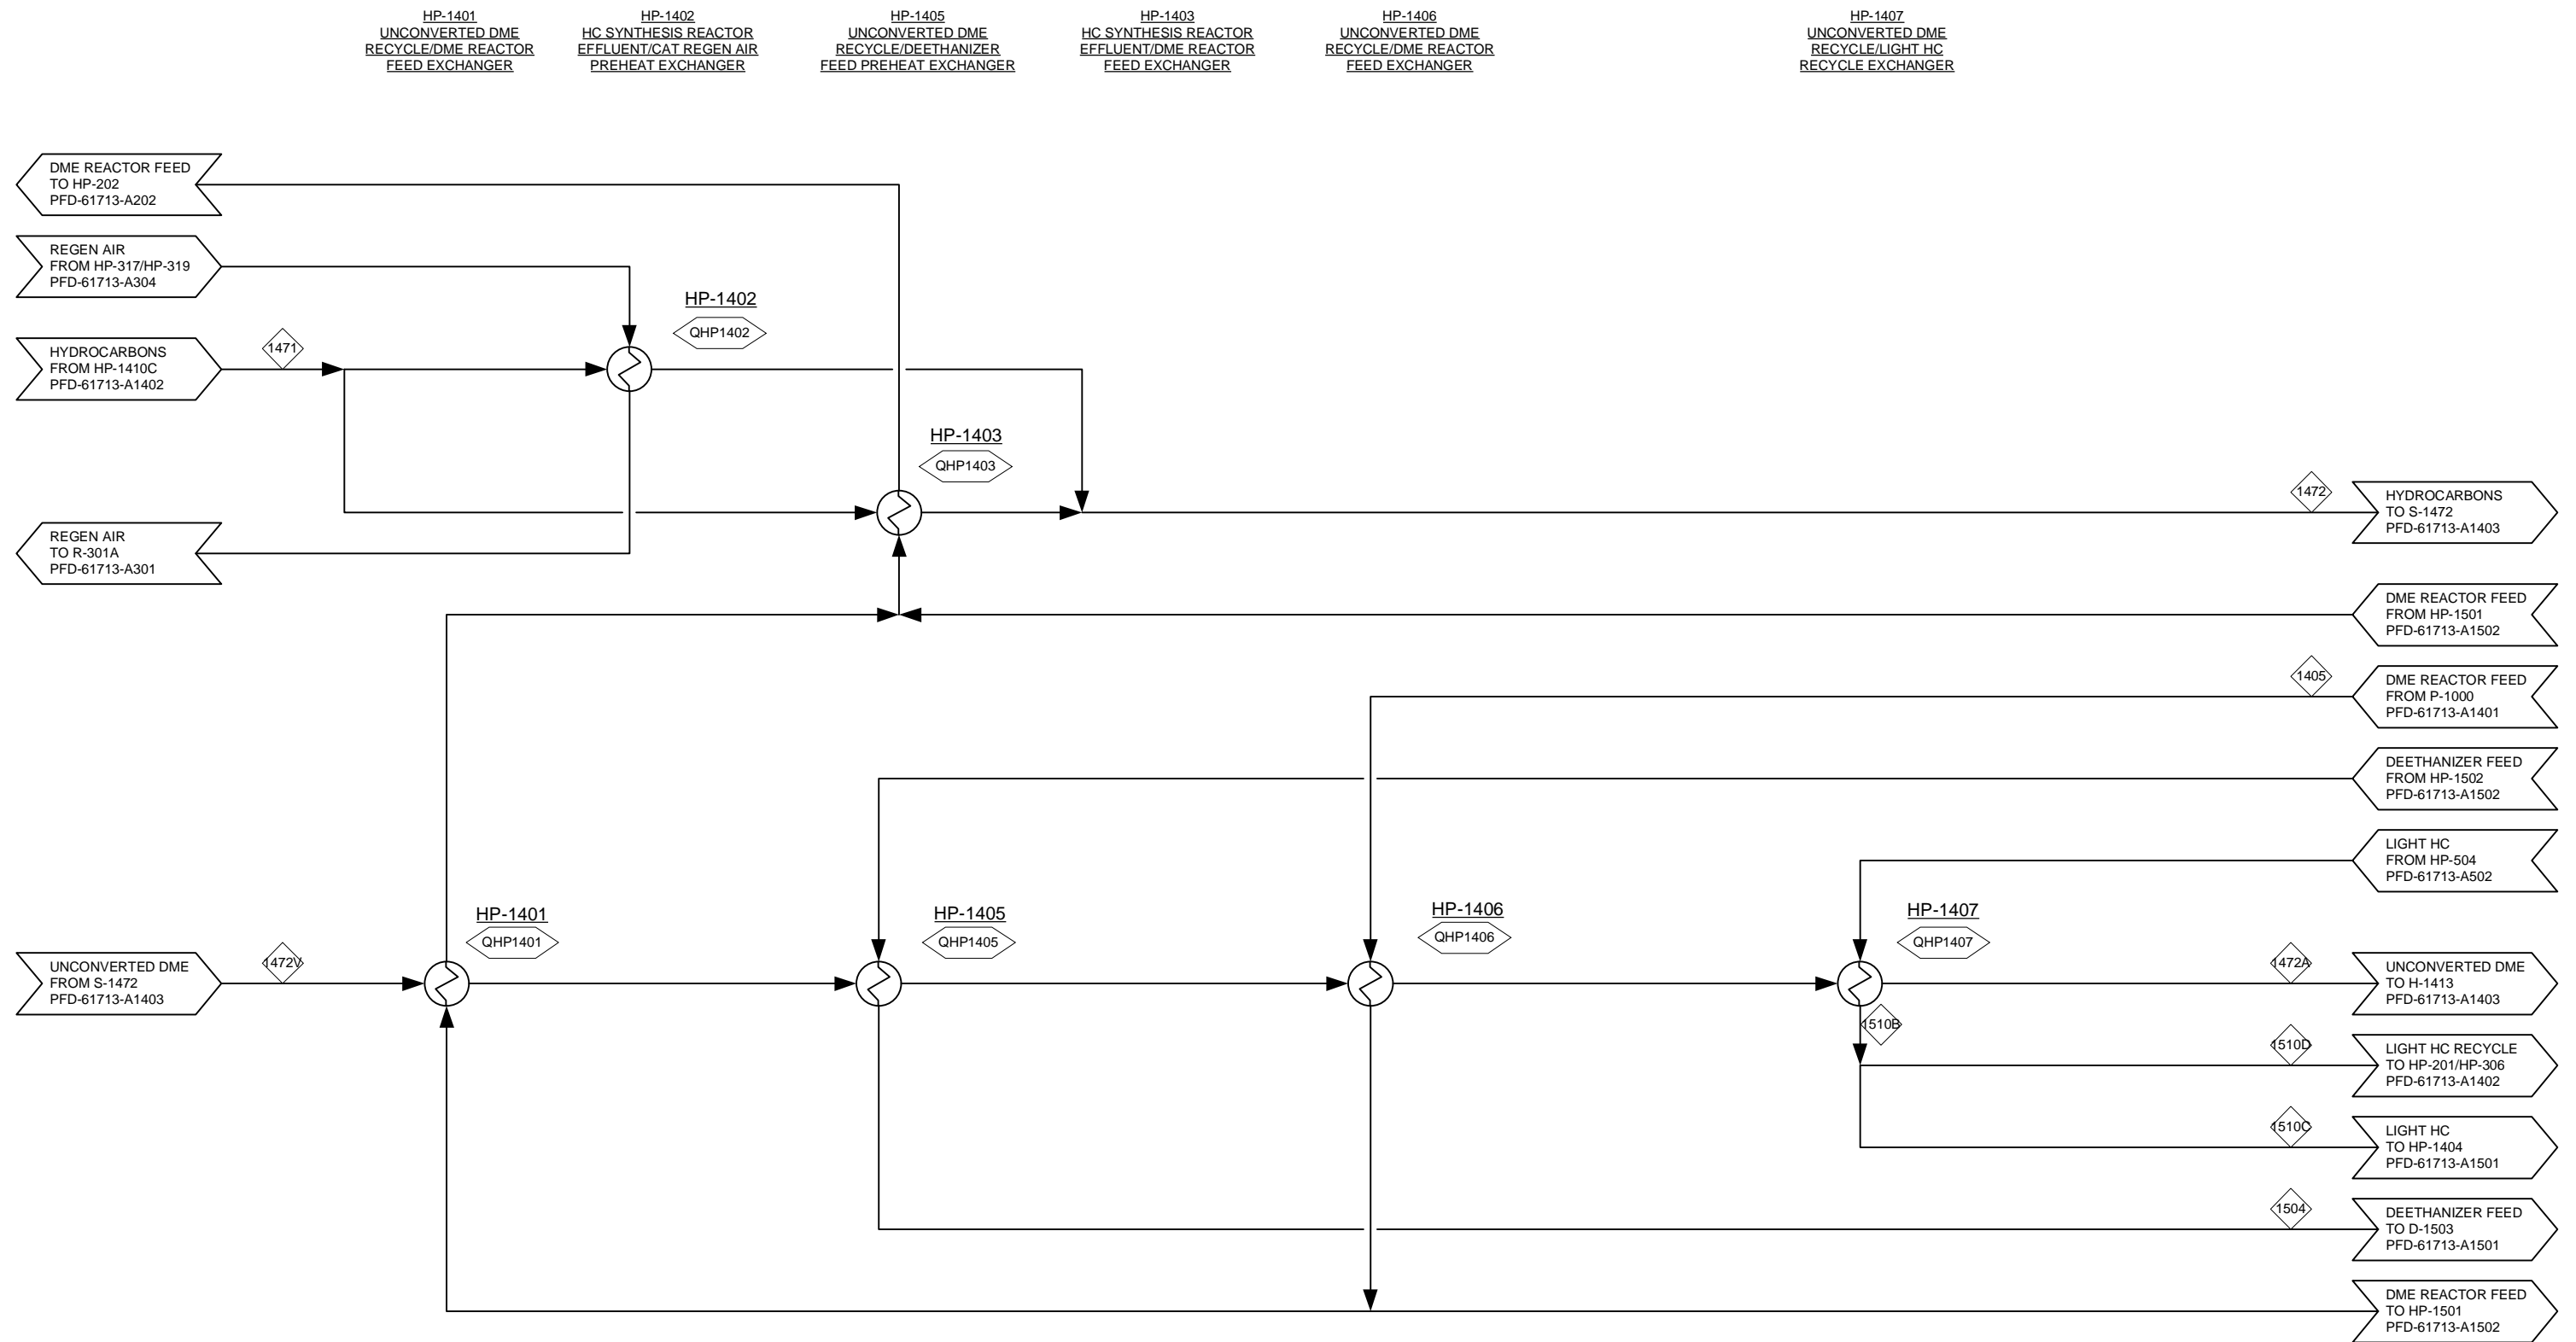 HP-1401
UNCONVERTED DME
RECYCLE/DME REACTOR
FEED EXCHANGER
HP-1402
HC SYNTHESIS REACTOR
EFFLUENT/CAT REGEN AIR
PREHEAT EXCHANGER
HP-1405
UNCONVERTED DME
RECYCLE/DEETHANIZER
FEED PREHEAT EXCHANGER
HP-1403
HC SYNTHESIS REACTOR
EFFLUENT/DME REACTOR
FEED EXCHANGER
HP-1406
UNCONVERTED DME
RECYCLE/DME REACTOR
FEED EXCHANGER
HP-1407
UNCONVERTED DME
RECYCLE/LIGHT HC
RECYCLE EXCHANGER
DME REACTOR FEED
TO HP-202
PFD-61713-A202
REGEN AIR
FROM HP-317/HP-319
PFD-61713-A304
HP-1402
QHP1402
HYDROCARBONS
FROM HP-1410C
PFD-61713-A1402
1471
HP-1403
QHP1403
1472
HYDROCARBONS
TO S-1472
PFD-61713-A1403
REGEN AIR
TO R-301A
PFD-61713-A301
DME REACTOR FEED
FROM HP-1501
PFD-61713-A1502
1405
DME REACTOR FEED
FROM P-1000
PFD-61713-A1401
DEETHANIZER FEED
FROM HP-1502
PFD-61713-A1502
LIGHT HC
FROM HP-504
PFD-61713-A502
HP-1401
QHP1401
HP-1405
QHP1405
HP-1406
QHP1406
HP-1407
QHP1407
UNCONVERTED DME
FROM S-1472
PFD-61713-A1403
1472V
1472A
UNCONVERTED DME
TO H-1413
PFD-61713-A1403
1510B
1510D
LIGHT HC RECYCLE
TO HP-201/HP-306
PFD-61713-A1402
1510C
LIGHT HC
TO HP-1404
PFD-61713-A1501
1504
DEETHANIZER FEED
TO D-1503
PFD-61713-A1501
DME REACTOR FEED
TO HP-1501
PFD-61713-A1502